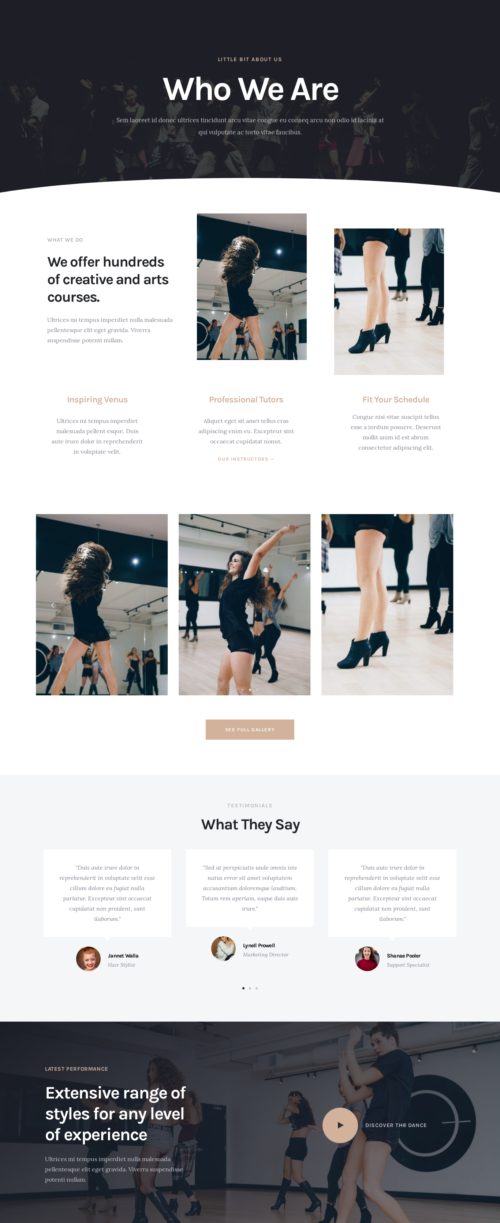 LITTLE BIT ABOUT US
Who We Are
Sem laoreet id donec ultrices tincidunt arcu vitae congue eu conseq arcu non odio id lacinia at
qui vulputate ac torto vitae faucibus.
WHAT WE DO
We offer hundreds
of creative and arts
courses.
Ultrices mi tempus imperdiet nulla malesuada
pellentesque elit eget gravida. Viverra
suspendisse potenti nullam.
Inspiring Venus
Ultrices mi tempus imperdiet
malesuada pellent esque. Duis
aute irure dolor in reprehenderit
in voluptate velit.
Professional Tutors
Aliquet eget sit amet tellus cras
adipiscing enim eu. Excepteur sint
occaecat cupidatat nonut.
OUR INSTRUCTORS
Fit Your Schedule
Congue nisi vitae suscipit tellus
esse a iordum posuere. Deserunt
mollit anim id est abrum
consectetur adipiscing elit.
SEE FULL GALLERY
TESTIMONIALS
What They Say
"Duis aute irure dolor in
reprehenderit in voluptate velit esse
cillum dolore eu fugiat nulla
pariatur. Excepteur sint occaecat
cupidatat non proident, sunt
llaborum."
Jannet Walla
Hair Stylist
"Sed ut perspiciatis unde omnis iste
natus error sit amet voluptatem
accusantium doloremque laudttum.
Totam rem aperiam, eaque duis aute
irure."
Lynell Prowell
Marketing Director
"Duis aute irure dolor in
reprehenderit in voluptate velit esse
cillum dolore eu fugiat nulla
pariatur. Excepteur sint occaecat
cupidatat non proident, sunt
llaborum."
Shanae Pooler
Support Specialist
LATEST PERFORMANCE
Extensive range of
styles for any level
of experience
Ultrices mi tempus imperdiet nulla malesuada
pellentesque elit eget gravida. Viverra suspendisse
potenti nullam.
DISCOVER THE DANCE